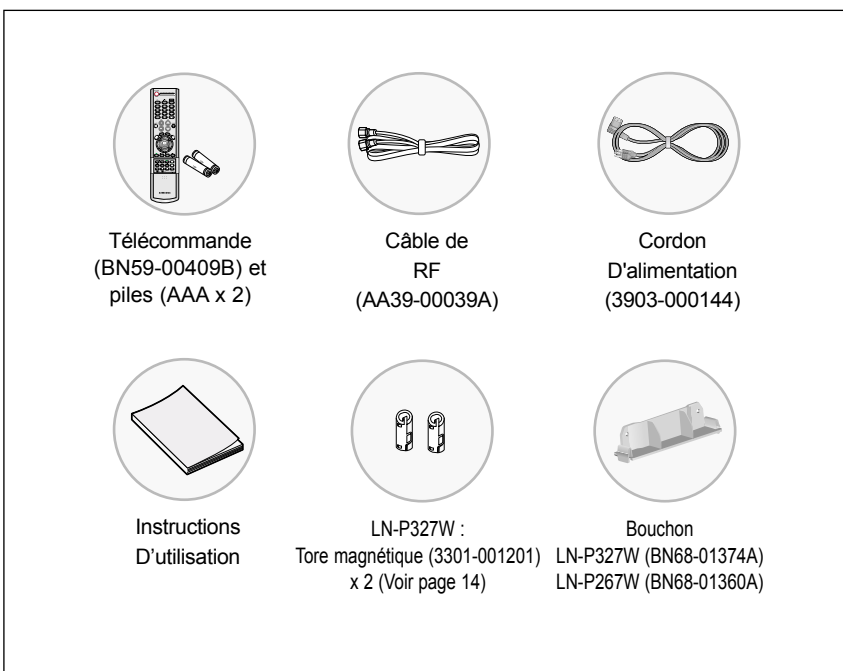 Télécommande
(BN59-00409B) et
piles (AAA x 2)
Câble de
RF
(AA39-00039A)
Cordon
D'alimentation
(3903-000144)
Instructions
D’utilisation
LN-P327W :
Tore magnétique (3301-001201)
x 2 (Voir page 14)
Bouchon
LN-P327W (BN68-01374A)
LN-P267W (BN68-01360A)